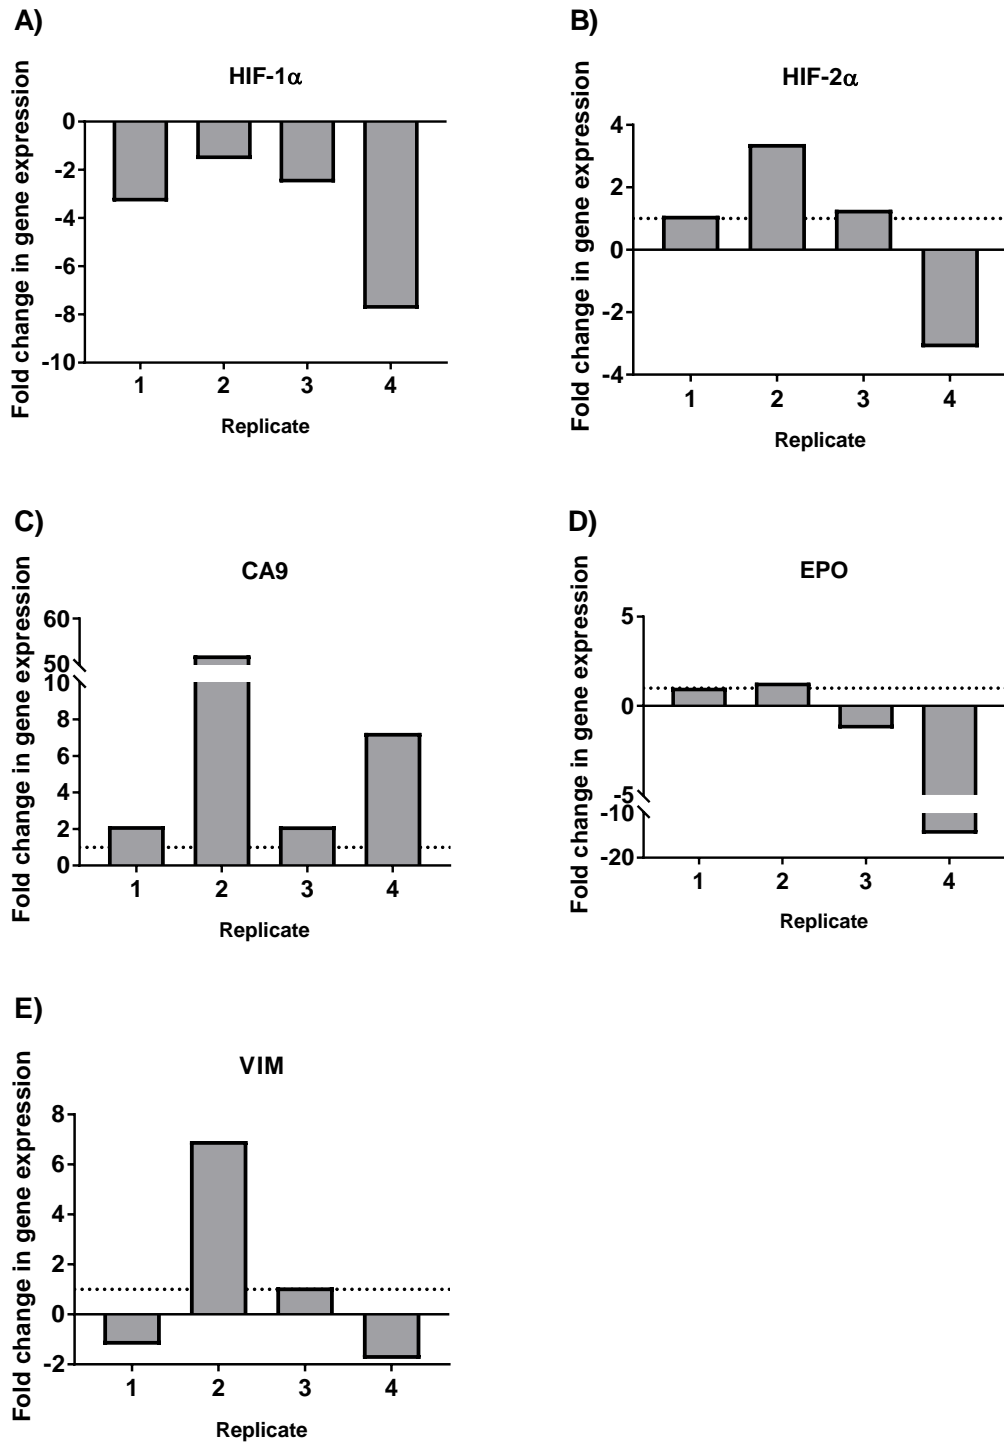 A)
HIF-1α
Fold change in gene expression
0
-2
-4
-6
-8
-10
1 2 3 4
Replicate
B)
HIF-2α
Fold change in gene expression
4
2
0
-2
-4
1 2 3 4
Replicate
C)
CA9
Fold change in gene expression
60
50
10
8
6
4
2
0
1 2 3 4
Replicate
D)
EPO
Fold change in gene expression
5
0
-5
-10
-20
1 2 3 4
Replicate
E)
VIM
Fold change in gene expression
8
6
4
2
0
-2
1 2 3 4
Replicate